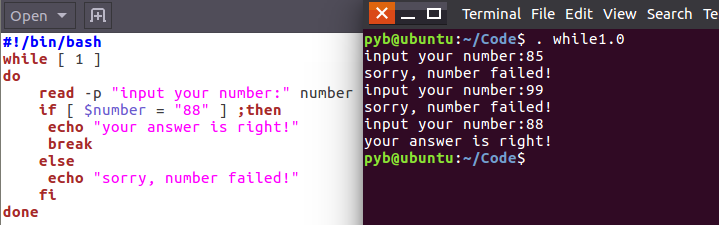 Open
#!/bin/bash
while [ 1 ]
do
    read -p "input your number:" number
    if [ $number = "88" ] ;then
     echo "your answer is right!"
     break
    else
     echo "sorry, number failed!"
    fi
done
Terminal File Edit View Search Te
pyb@ubuntu:~/Code$ . while1.0
input your number:85
sorry, number failed!
input your number:99
sorry, number failed!
input your number:88
your answer is right!
pyb@ubuntu:~/Code$